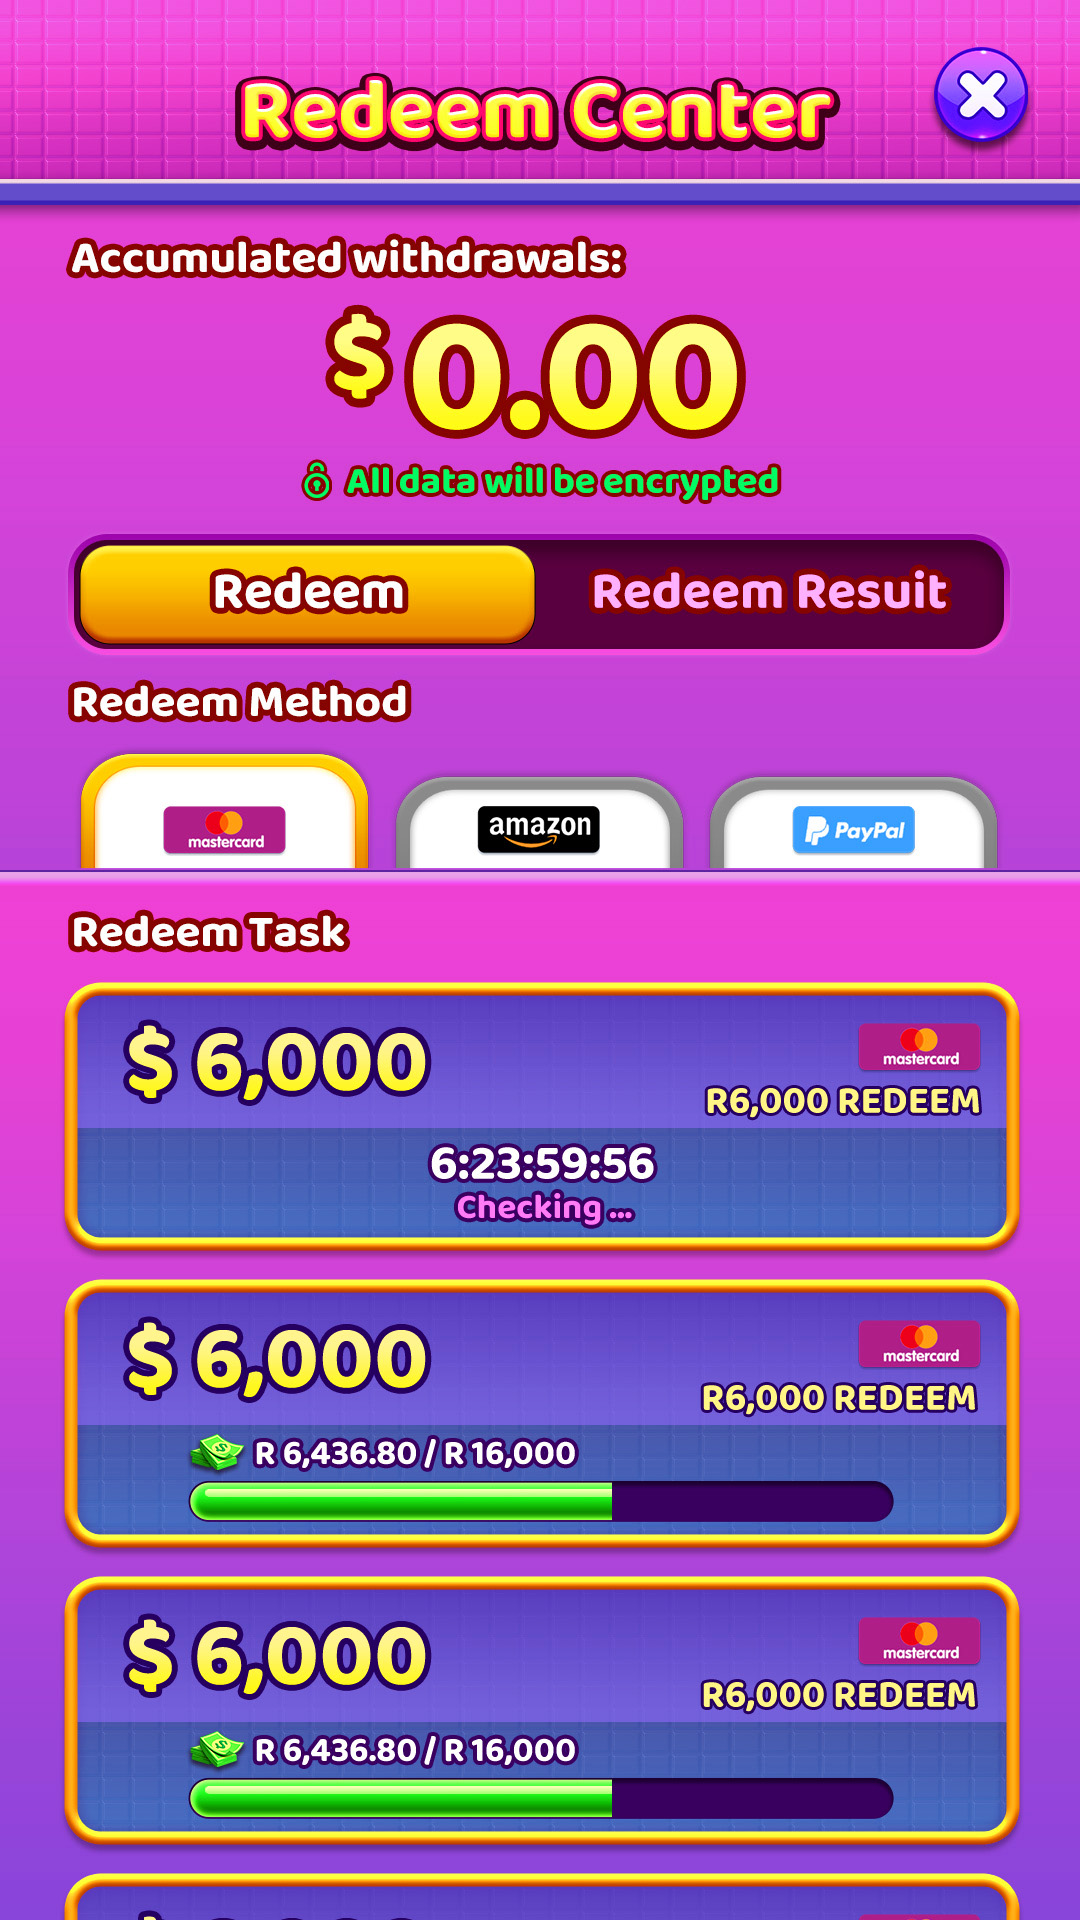 Redeem Center
Accumulated withdrawals:
$0.00
All data will be encrypted
Redeem
Redeem Resuit
Redeem Method
mastercard
amazon
PayPal
Redeem Task
$ 6,000
mastercard
R6,000 REDEEM
6:23:59:56
Checking ...
$ 6,000
mastercard
R6,000 REDEEM
R 6,436.80 / R 16,000
$ 6,000
mastercard
R6,000 REDEEM
R 6,436.80 / R 16,000